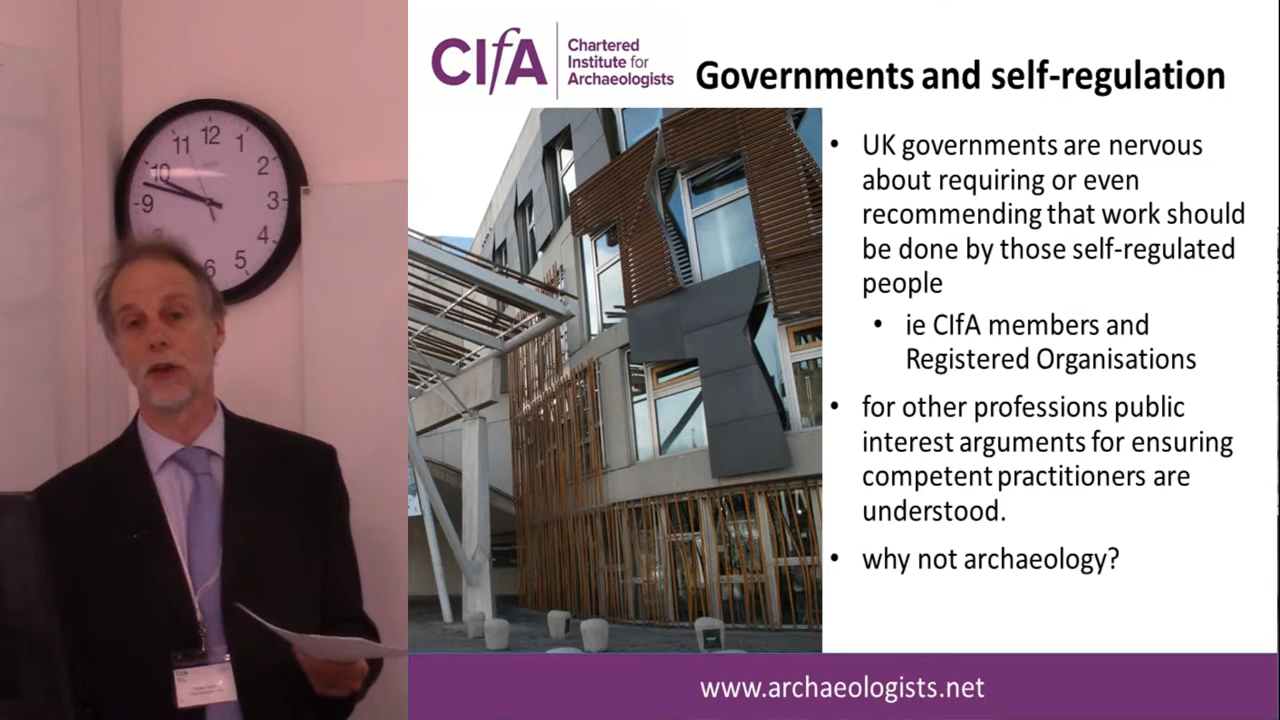 12
11
1
10
2
9
3
4
5
6
CIfA
Chartered
Institute for
Archaeologists
Governments and self-regulation
• UK governments are nervous
about requiring or even
recommending that work should
be done by those self-regulated
people
• ie CIfA members and
Registered Organisations
• for other professions public
interest arguments for ensuring
competent practitioners are
understood.
• why not archaeology?
www.archaeologists.net